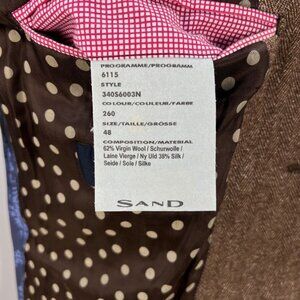 PROGRAMME/PROGRAMM
6115
STYLE
340S6003N
COLOUR/COULEUR/FARBE
260
SIZE/TAILLE/GRÖSSE
48
COMPOSITION/MATERIAL
62% Virgin Wool / Schurwolle /
Laine Vierge / Ny Uld 38% Silk /
Seide / Soie / Silke
SAND